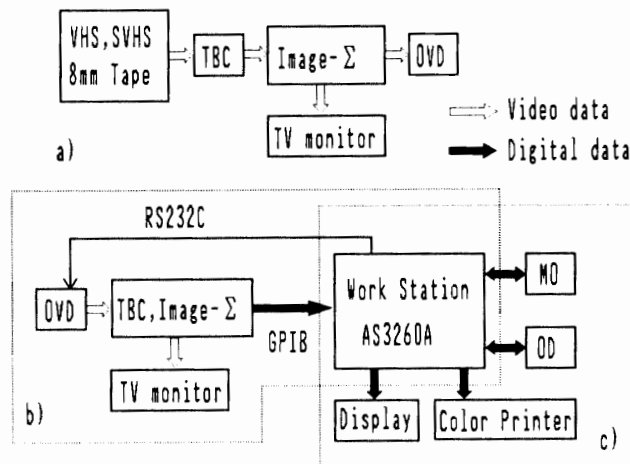 VHS,SVHS
8mm Tape
TBC
Image-Σ
OVD
TV monitor
Video data
Digital data
a)
RS232C
OVD
TBC,Image-Σ
GPIB
Work Station
AS3260A
MO
OD
TV monitor
Display
Color Printer
b)
c)